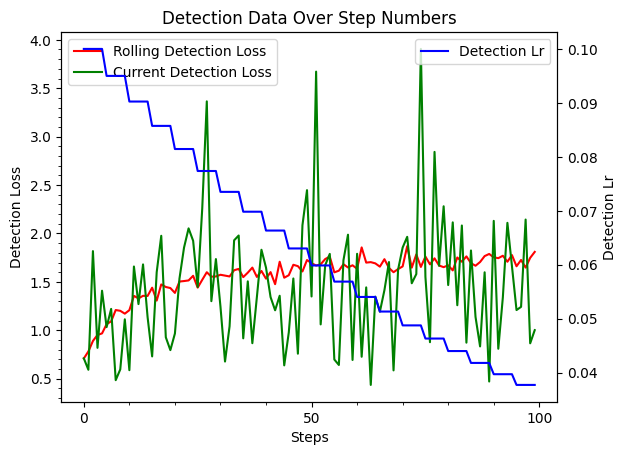 Detection Data Over Step Numbers
Rolling Detection Loss
Current Detection Loss
Detection Lr
4.0
3.5
3.0
2.5
2.0
1.5
1.0
0.5
Detection Loss
0.10
0.09
0.08
0.07
0.06
0.05
0.04
Detection Lr
0
50
100
Steps